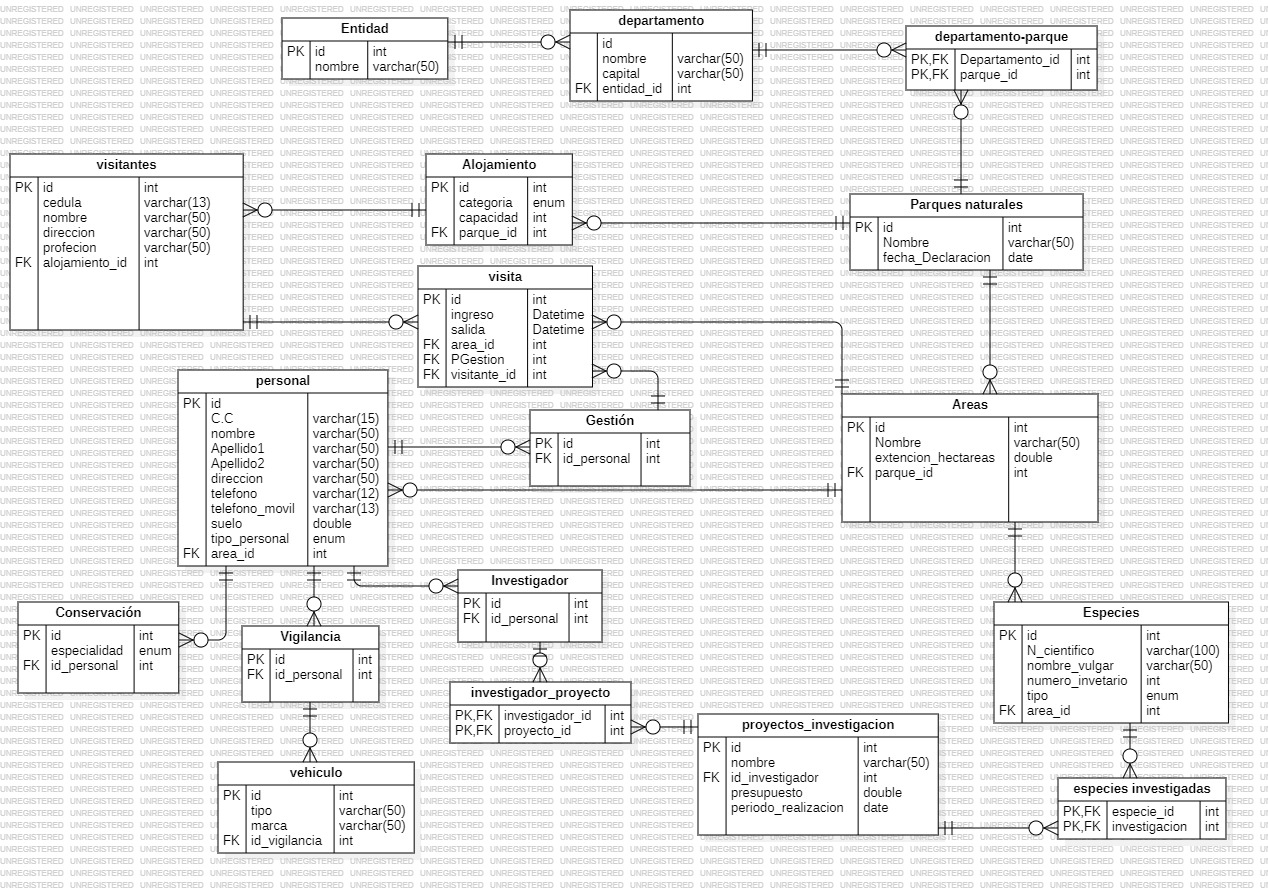 Entidad
PK id int
nombre varchar(50)
departamento
id int
nombre varchar(50)
capital varchar(50)
FK entidad_id int
departamento-parque
PK,FK Departamento_id int
PK,FK parque_id int
visitantes
PK id int
cedula varchar(13)
nombre varchar(50)
direccion varchar(50)
profecion varchar(50)
FK alojamiento_id int
Alojamiento
PK id int
categoria enum
capacidad int
FK parque_id int
Parques naturales
PK id int
Nombre varchar(50)
fecha_Declaracion date
visita
PK id int
ingreso Datetime
salida Datetime
FK area_id int
FK PGestion int
FK visitante_id int
personal
PK id
C.C varchar(15)
nombre varchar(50)
Apellido1 varchar(50)
Apellido2 varchar(50)
direccion varchar(50)
telefono varchar(12)
telefono_movil varchar(13)
suelo double
tipo_personal enum
FK area_id int
Gestión
PK id int
FK id_personal int
Areas
PK id int
Nombre varchar(50)
extencion_hectareas double
FK parque_id int
Conservación
PK id int
especialidad enum
FK id_personal int
Vigilancia
PK id int
FK id_personal int
Investigador
PK id int
FK id_personal int
Especies
PK id int
N_cientifico varchar(100)
nombre_vulgar varchar(50)
numero_invetario int
tipo enum
FK area_id int
investigador_proyecto
PK,FK investigador_id int
PK,FK proyecto_id int
proyectos_investigacion
PK id int
nombre varchar(50)
FK id_investigador int
presupuesto double
periodo_realizacion date
vehiculo
PK id int
tipo varchar(50)
marca varchar(50)
FK id_vigilancia int
especies investigadas
PK,FK especie_id int
PK,FK investigacion int
UNREGISTERED